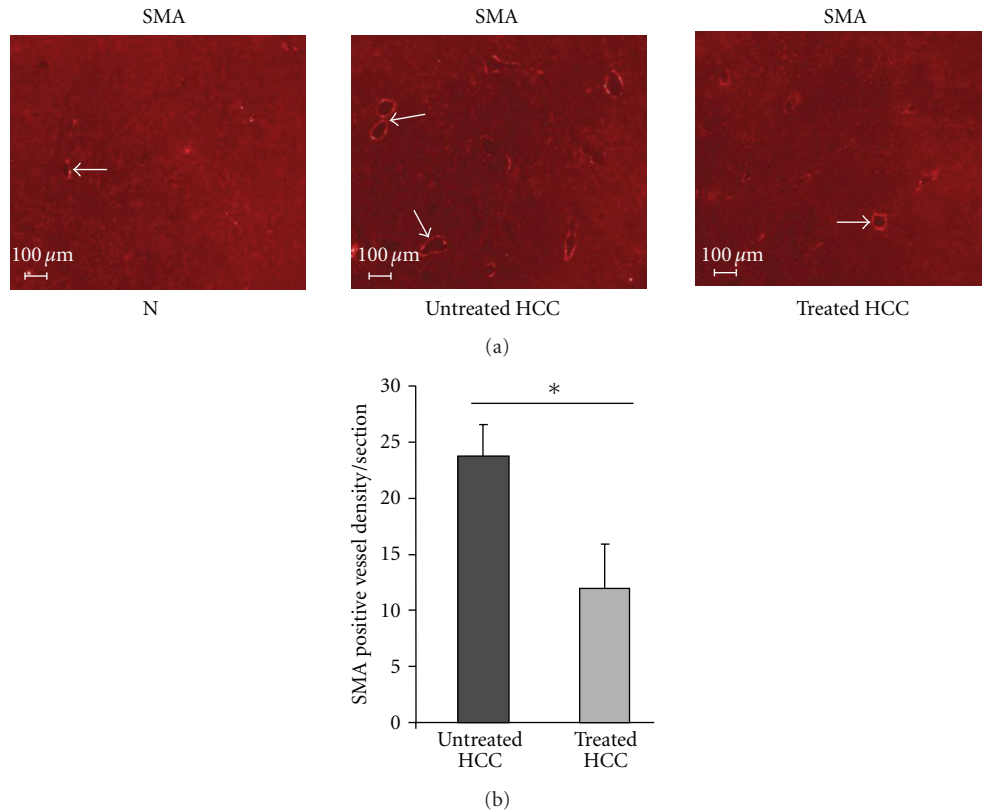 SMA
SMA
SMA
100 µm
100 µm
100 µm
N
Untreated HCC
Treated HCC
(a)
SMA positive vessel density/section
30
25
20
15
10
5
0
*
Untreated
HCC
Treated
HCC
(b)